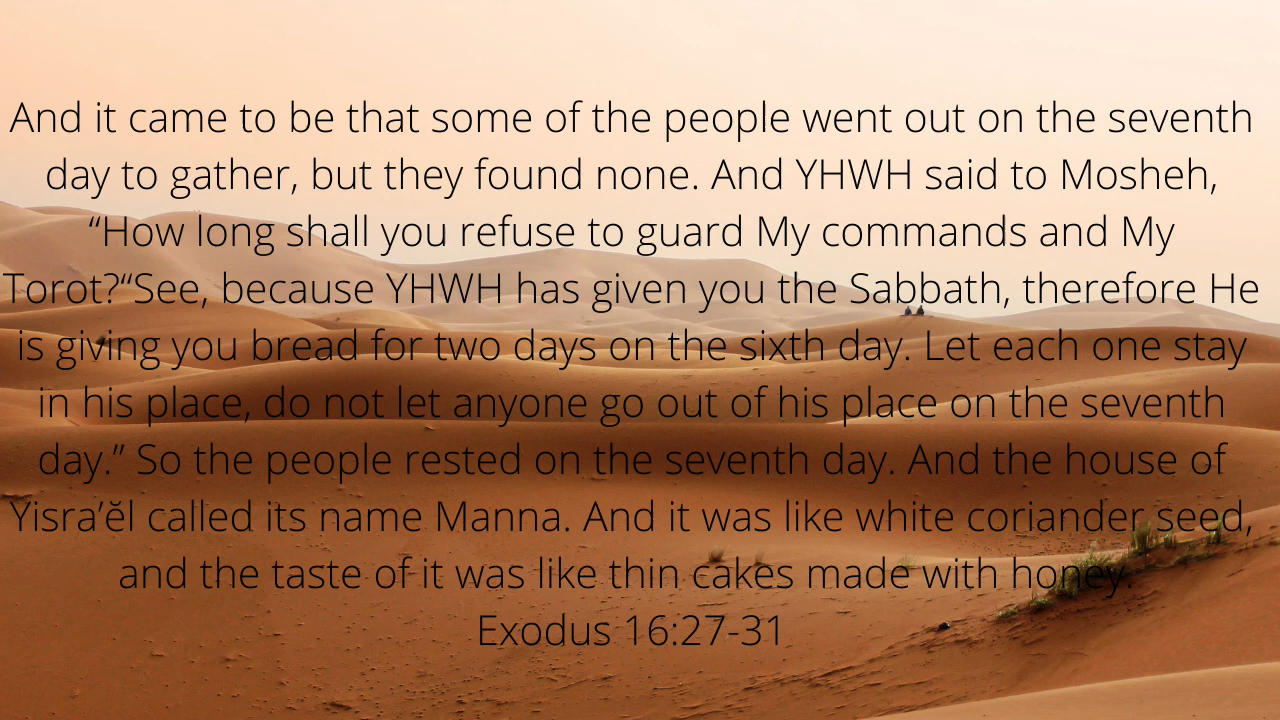 And it came to be that some of the people went out on the seventh
day to gather, but they found none. And YHWH said to Mosheh,
“How long shall you refuse to guard My commands and My
Torot?“See, because YHWH has given you the Sabbath, therefore He
is giving you bread for two days on the sixth day. Let each one stay
in his place, do not let anyone go out of his place on the seventh
day.” So the people rested on the seventh day. And the house of
Yisra’ĕl called its name Manna. And it was like white coriander seed,
and the taste of it was like thin cakes made with honey.
Exodus 16:27-31